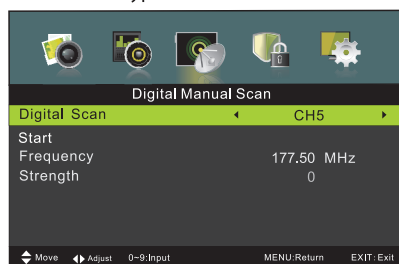 Digital Manual Scan
Digital Scan CH5
Start
Frequency 177.50 MHz
Strength 0
Move Adjust 0~9:Input MENU:Return EXIT:Exit